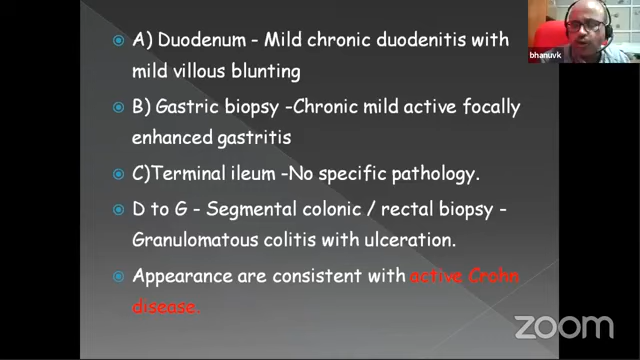 A) Duodenum - Mild chronic duodenitis with
mild villous blunting
B) Gastric biopsy -Chronic mild active focally
enhanced gastritis
C)Terminal ileum -No specific pathology.
D to G - Segmental colonic / rectal biopsy -
Granulomatous colitis with ulceration.
Appearance are consistent with active Crohn
disease.
bhanuvk
zoom